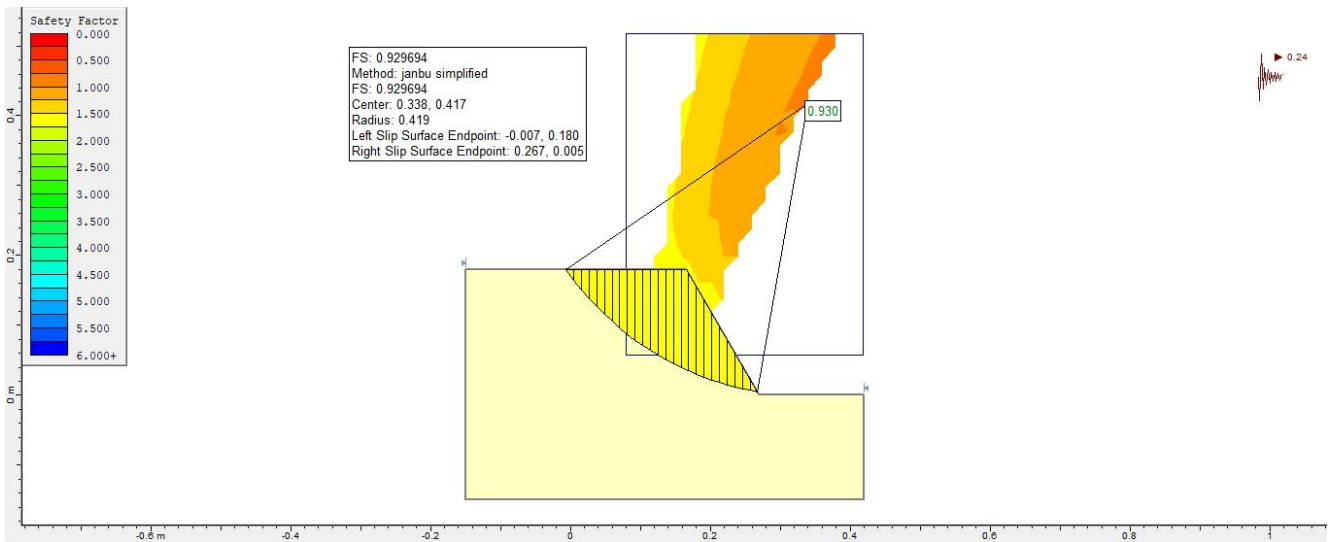 Safety Factor
0.000
0.500
1.000
1.500
2.000
2.500
3.000
3.500
4.000
4.500
5.000
5.500
6.000+
FS: 0.929694
Method: janbu simplified
FS: 0.929694
Center: 0.338, 0.417
Radius: 0.419
Left Slip Surface Endpoint: -0.007, 0.180
Right Slip Surface Endpoint: 0.267, 0.005
0.930
0.24
0.4
0.2
0 m
-0.6 m
-0.4
-0.2
0
0.2
0.4
0.6
0.8
1